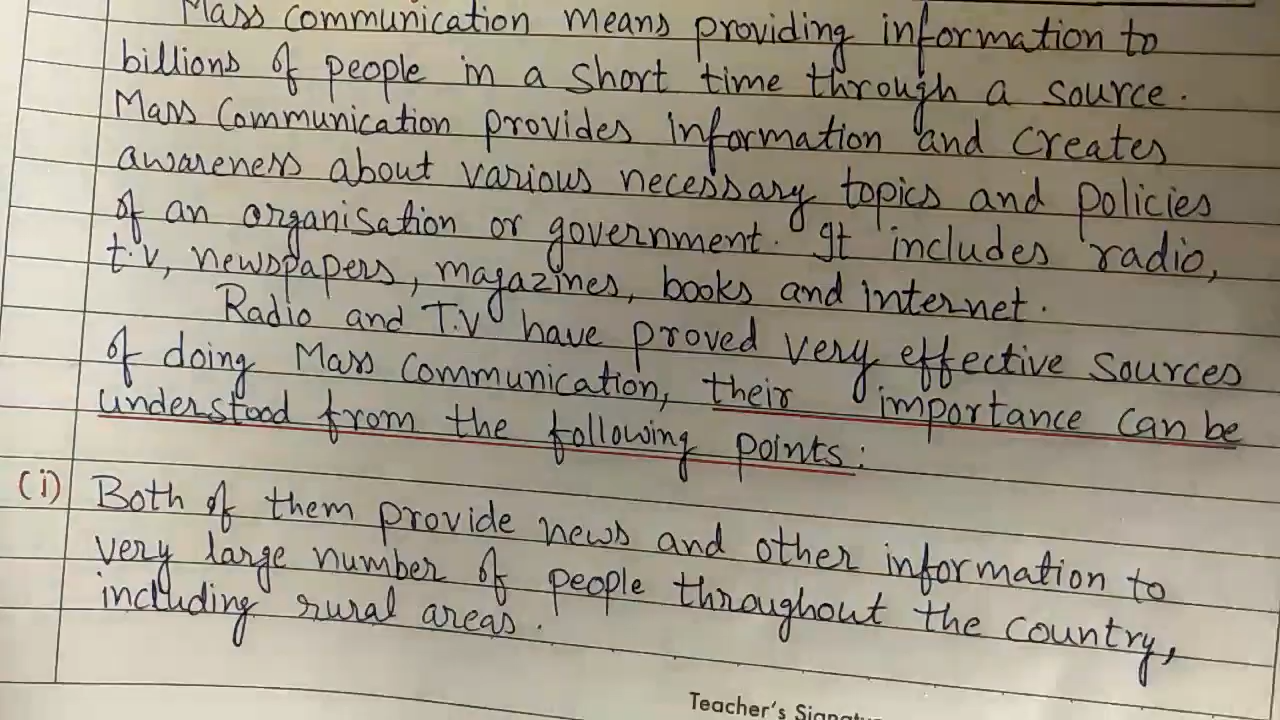 Mass communication means providing information to
billions of people in a short time through a source.
Mass Communication provides information and creates
awareness about various necessary topics and policies
of an organisation or government. It includes radio,
t.v, newspapers, magazines, books and internet.
Radio and T.V have proved very effective sources
of doing Mass Communication, their importance can be
understood from the following points:
(i) Both of them provide news and other information to
very large number of people throughout the country,
including rural areas.
Teacher's